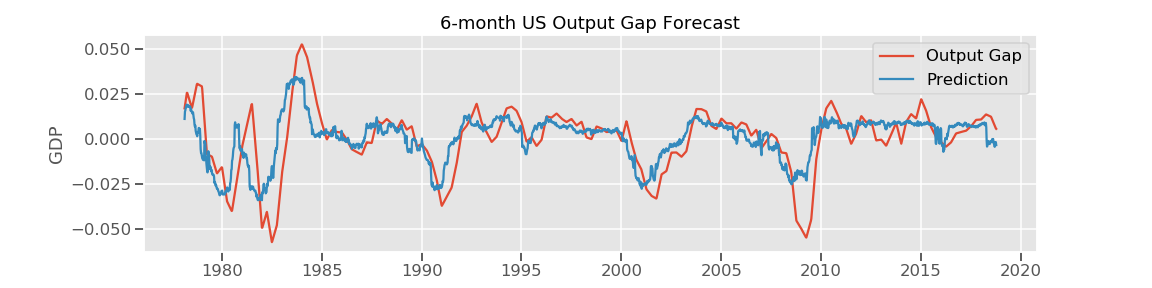 6-month US Output Gap Forecast
Output Gap
Prediction
GDP
0.050
0.025
0.000
−0.025
−0.050
1980 1985 1990 1995 2000 2005 2010 2015 2020